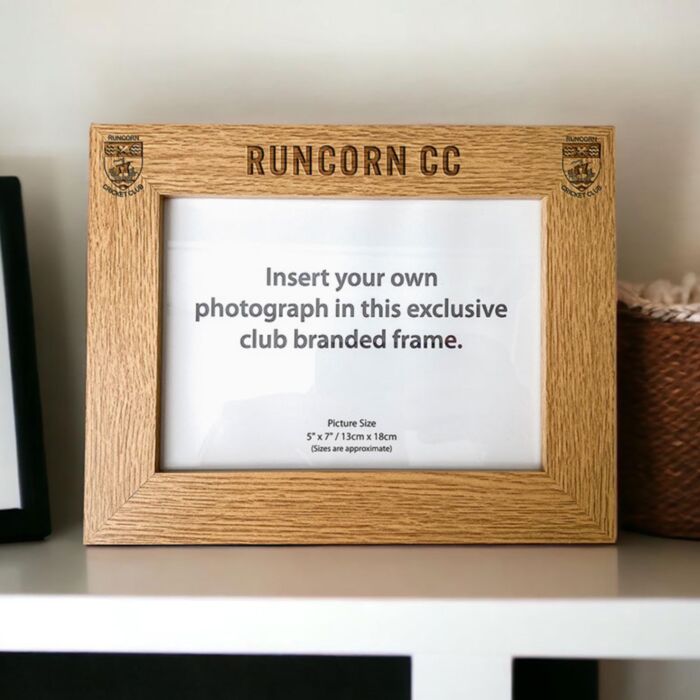 RUNCORN CC
RUNCORN
CRICKET CLUB
RUNCORN
CRICKET CLUB
Insert your own
photograph in this exclusive
club branded frame.
Picture Size
5" x 7" / 13cm x 18cm
(Sizes are approximate)